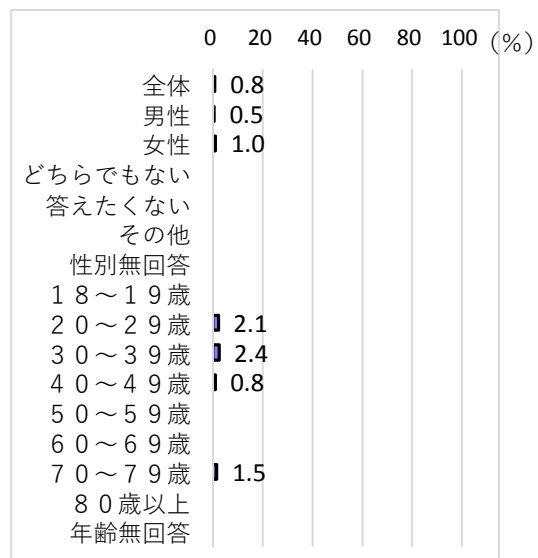 0 20 40 60 80 100 (%)
全体 0.8
男性 0.5
女性 1.0
どちらでもない
答えたくない
その他
性別無回答
１８～１９歳
２０～２９歳 2.1
３０～３９歳 2.4
４０～４９歳 0.8
５０～５９歳
６０～６９歳
７０～７９歳 1.5
８０歳以上
年齢無回答